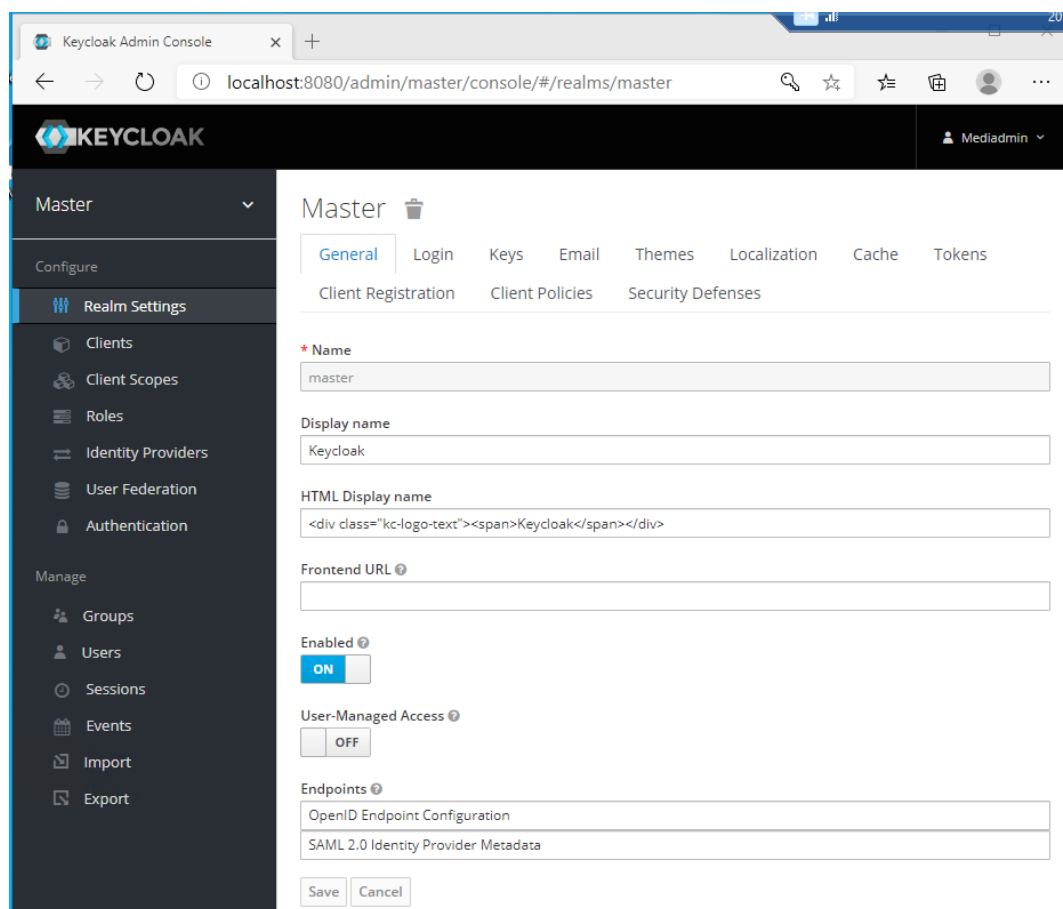 20
Keycloak Admin Console
localhost:8080/admin/master/console/#/realms/master
KEYCLOAK
Mediadmin
Master
Configure
Realm Settings
Clients
Client Scopes
Roles
Identity Providers
User Federation
Authentication
Manage
Groups
Users
Sessions
Events
Import
Export
Master
General Login Keys Email Themes Localization Cache Tokens
Client Registration Client Policies Security Defenses
* Name
master
Display name
Keycloak
HTML Display name
<div class="kc-logo-text"><span>Keycloak</span></div>
Frontend URL
Enabled
ON
User-Managed Access
OFF
Endpoints
OpenID Endpoint Configuration
SAML 2.0 Identity Provider Metadata
Save Cancel